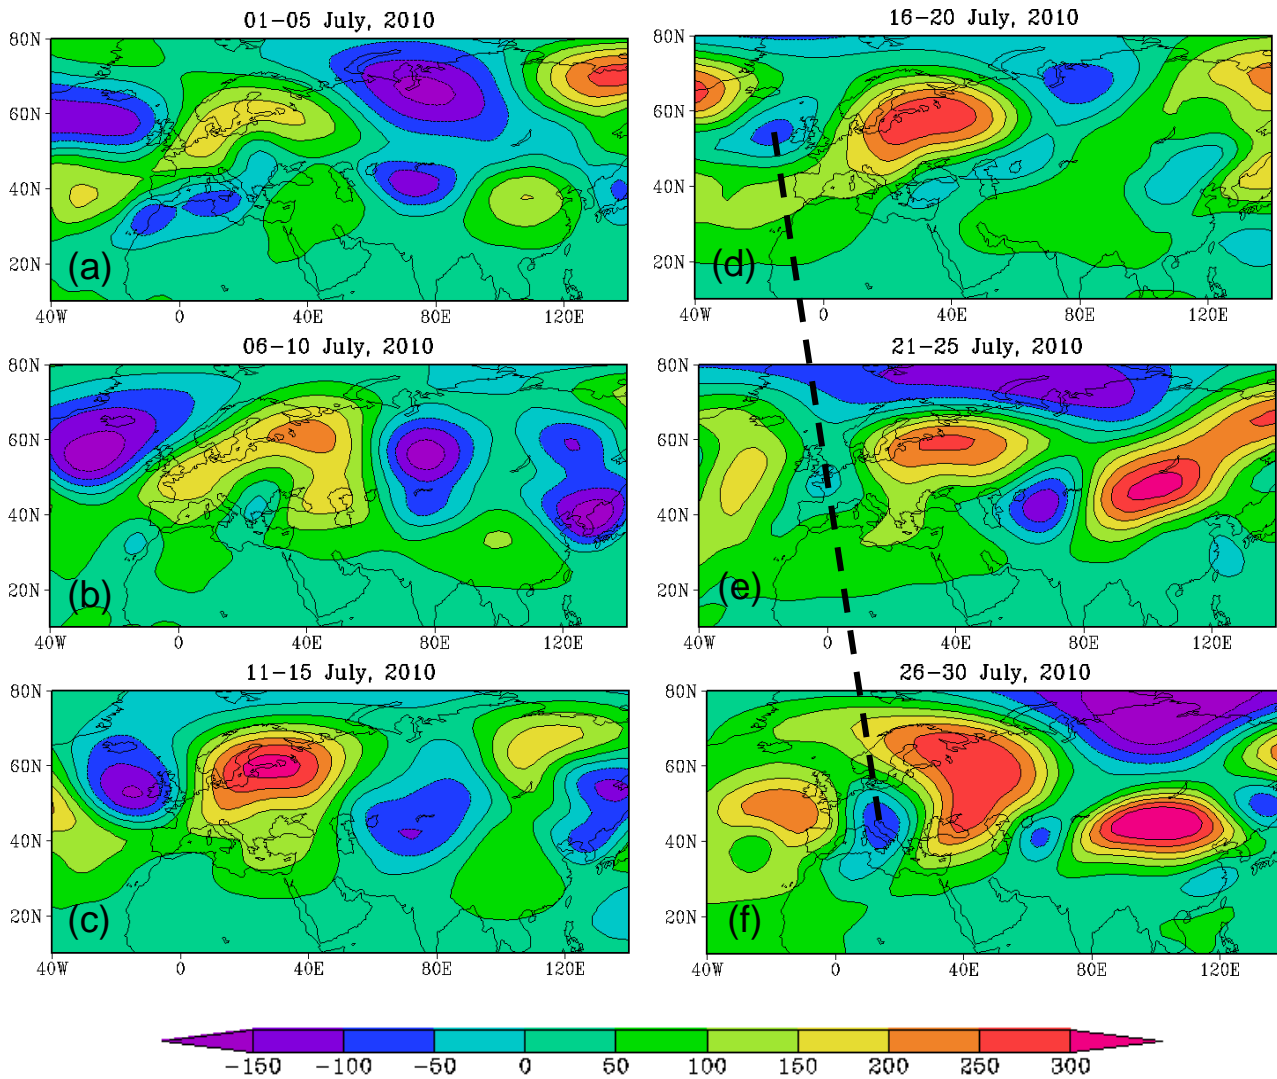 01-05 July, 2010
80N
60N
40N
20N
(a)
40W 0 40E 80E 120E
06-10 July, 2010
80N
60N
40N
20N
(b)
40W 0 40E 80E 120E
11-15 July, 2010
80N
60N
40N
20N
(c)
40W 0 40E 80E 120E
16-20 July, 2010
80N
60N
40N
20N
(d)
40W 0 40E 80E 120E
21-25 July, 2010
80N
60N
40N
20N
(e)
40W 0 40E 80E 120E
26-30 July, 2010
80N
60N
40N
20N
(f)
40W 0 40E 80E 120E
-150 -100 -50 0 50 100 150 200 250 300